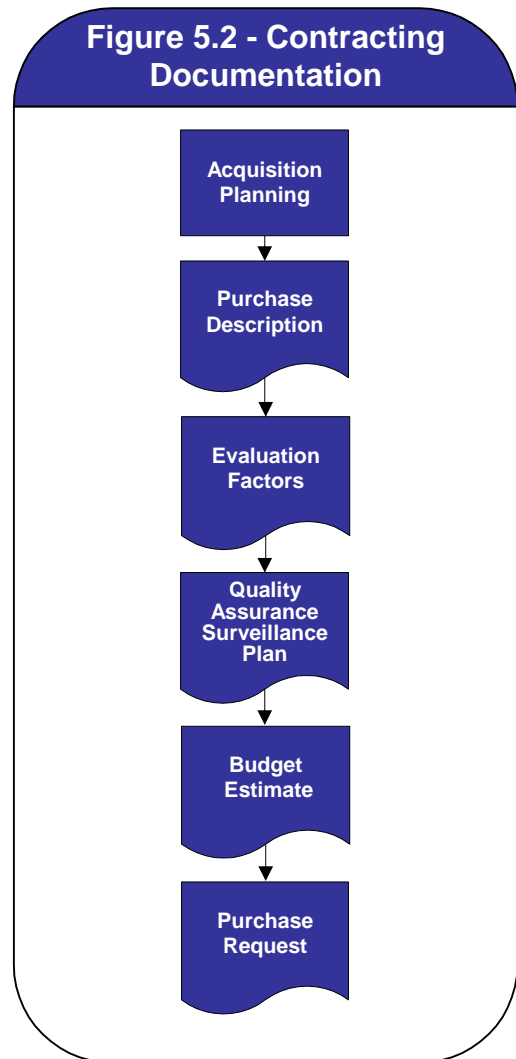 Figure 5.2 - Contracting
Documentation
Acquisition
Planning
Purchase
Description
Evaluation
Factors
Quality
Assurance
Surveillance
Plan
Budget
Estimate
Purchase
Request